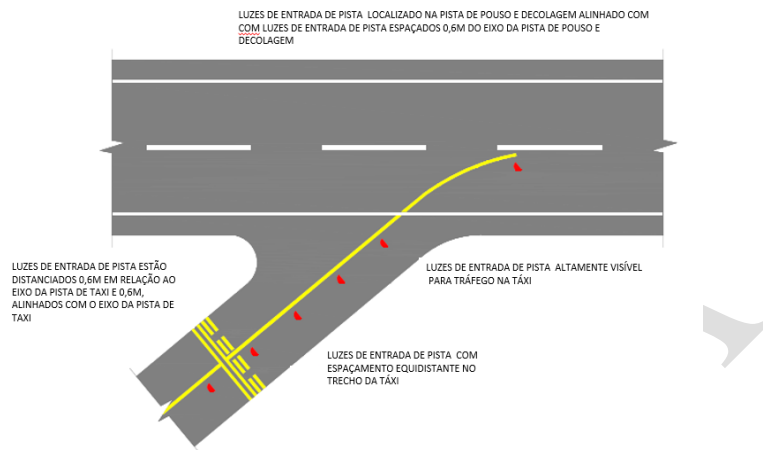 LUZES DE ENTRADA DE PISTA LOCALIZADO NA PISTA DE POUSO E DECOLAGEM ALINHADO COM
COM LUZES DE ENTRADA DE PISTA ESPAÇADOS 0,6M DO EIXO DA PISTA DE POUSO E
DECOLAGEM
LUZES DE ENTRADA DE PISTA ESTÃO
DISTANCIADOS 0,6M EM RELAÇÃO AO
EIXO DA PISTA DE TAXI E 0,6M,
ALINHADOS COM O EIXO DA PISTA DE
TAXI
LUZES DE ENTRADA DE PISTA ALTAMENTE VISÍVEL
PARA TRÁFEGO NA TÁXI
LUZES DE ENTRADA DE PISTA COM
ESPAÇAMENTO EQUIDISTANTE NO
TRECHO DA TÁXI